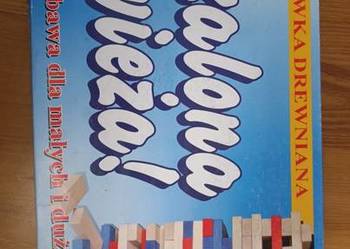 WKA DREWNIANA
alona
wieża!
bawa dla małych i duż